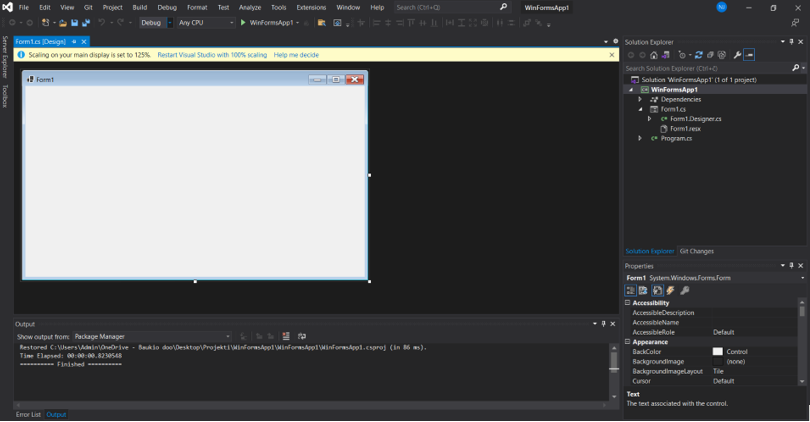 File Edit View Git Project Build Debug Format Test Analyze Tools Extensions Window Help Search (Ctrl+Q) WinFormsApp1 NJ
Debug Any CPU WinFormsApp1
Server Explorer
Toolbox
Form1.cs [Design]
Scaling on your main display is set to 125%. Restart Visual Studio with 100% scaling Help me decide
Form1
Output
Show output from: Package Manager
Restored C:\Users\Admin\OneDrive - Baukio doo\Desktop\Projekti\WinFormsApp1\WinFormsApp1\WinFormsApp1.csproj (in 86 ms).
Time Elapsed: 00:00:00.8230548
========== Finished ==========
Error List Output
Solution Explorer
Search Solution Explorer (Ctrl+č)
Solution 'WinFormsApp1' (1 of 1 project)
WinFormsApp1
Dependencies
Form1.cs
Form1.Designer.cs
Form1.resx
Program.cs
Solution Explorer Git Changes
Properties
Form1 System.Windows.Forms.Form
Accessibility
AccessibleDescription
AccessibleName
AccessibleRole Default
Appearance
BackColor Control
BackgroundImage (none)
BackgroundImageLayout Tile
Cursor Default
Text
The text associated with the control.